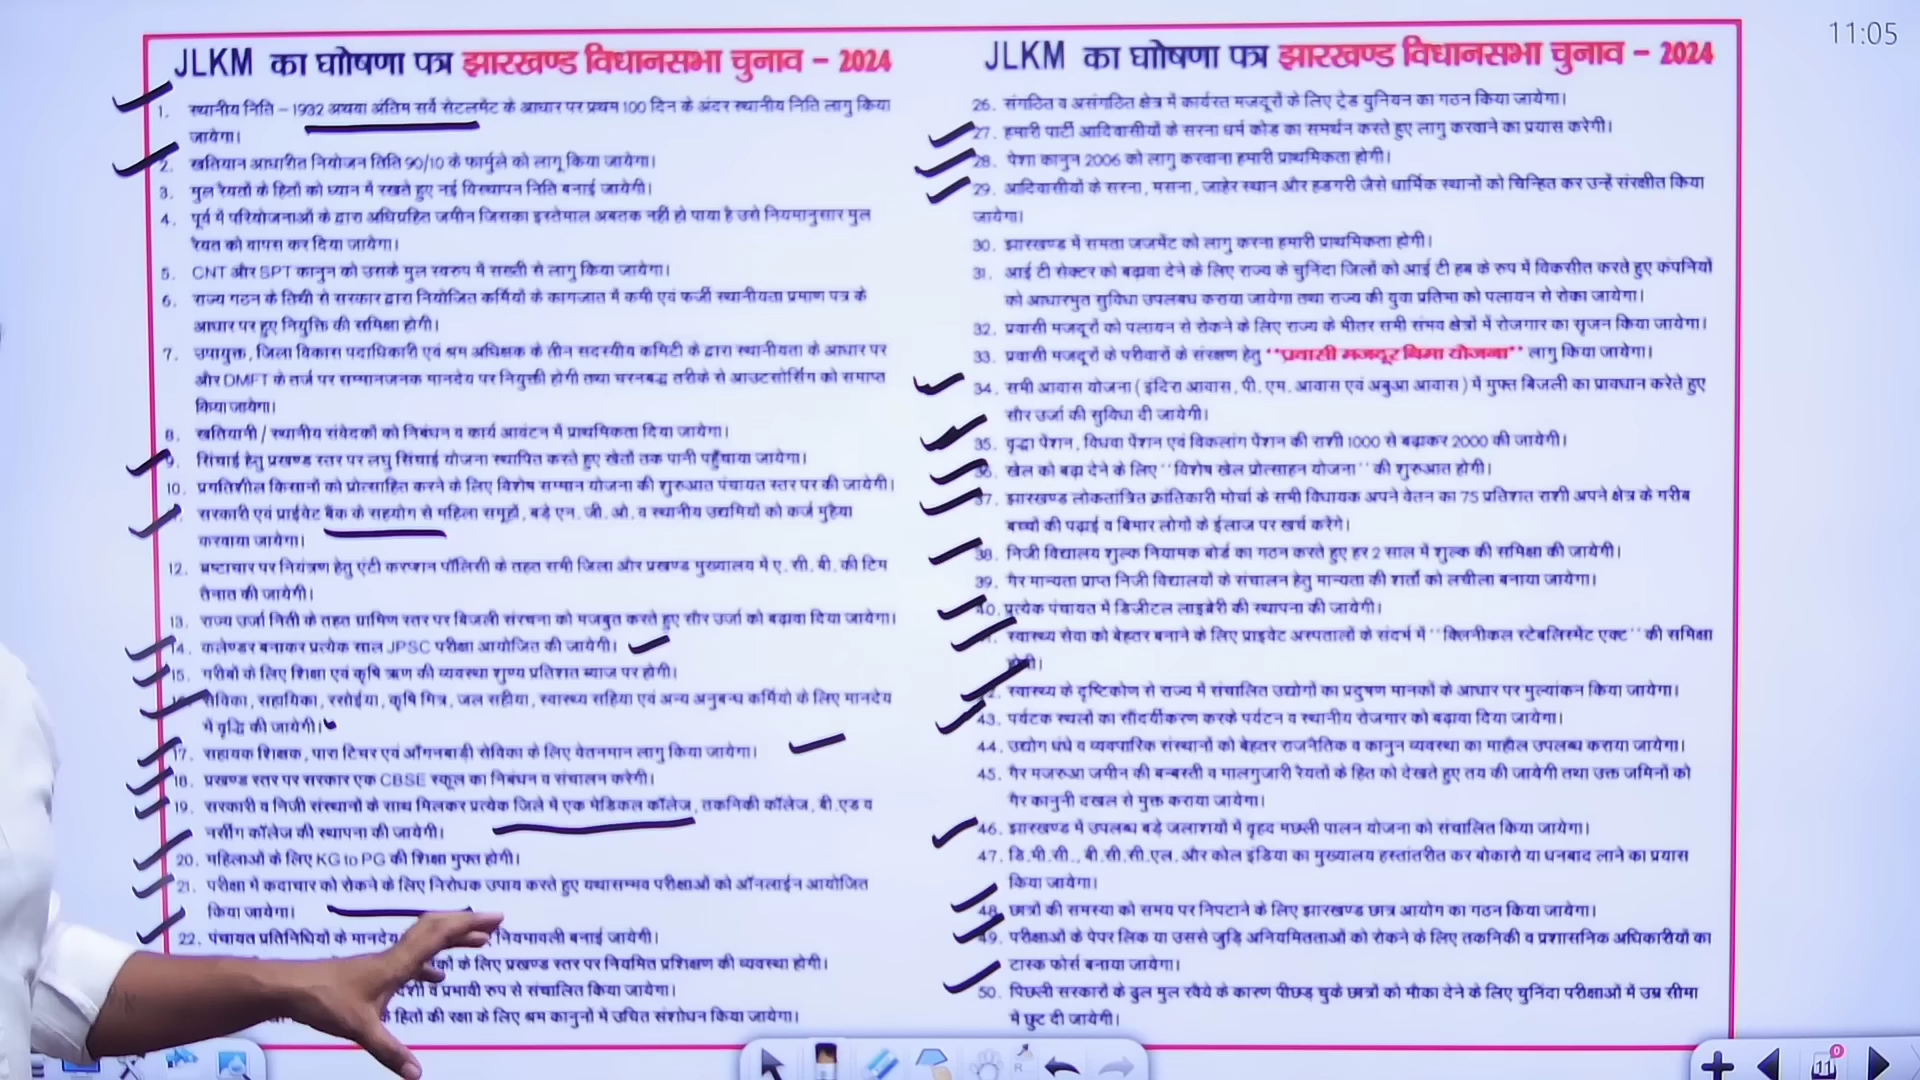 11:05
JLKM का घोषणा पत्र झारखण्ड विधानसभा चुनाव – 2024
1. स्थानीय निति – 1932 अथवा अंतिम सर्वे सेटलमेंट के आधार पर प्रथम 100 दिन के अंदर स्थानीय निति लागु किया
जायेगा।
2. खतियान आधारीत नियोजन तिति 90/10 के फार्मुले को लागू किया जायेगा।
3. मुल रैयतों के हितों को ध्यान में रखते हुए नई विस्थापन निति बनाई जायेगी।
4. पूर्व में परियोजनाओं के द्वारा अधिग्रहित जमीन जिसका इस्तेमाल अबतक नहीं हो पाया है उसे नियमानुसार मुल
रैयत को वापस कर दिया जायेगा।
5. CNT और SPT कानुन को उसके मुल स्वरुप में सख्ती से लागु किया जायेगा।
6. राज्य गठन के तिथी से सरकार द्वारा नियोजित कर्मियों के कागजात में कमी एवं फर्जी स्थानीयता प्रमाण पत्र के
आधार पर हुए नियुक्ति की समिक्षा होगी।
7. उपायुक्त, जिला विकास पदाधिकारी एवं श्रम अधिक्षक के तीन सदस्यीय कमिटी के द्वारा स्थानीयता के आधार पर
और DMFT के तर्ज पर सम्मानजनक मानदेय पर नियुक्ती होगी तथा चरनबद्ध तरीके से आउटसोर्सिंग को समाप्त
किया जायेगा।
8. खतियानी / स्थानीय संवेदकों को निबंधन व कार्य आवंटन में प्राथमिकता दिया जायेगा।
9. सिंचाई हेतु प्रखण्ड स्तर पर लघु सिंचाई योजना स्थापित करते हुए खेतों तक पानी पहुँचाया जायेगा।
10. प्रगतिशील किसानों को प्रोत्साहित करने के लिए विशेष सम्मान योजना की शुरुआत पंचायत स्तर पर की जायेगी।
सरकारी एवं प्राईवेट बैंक के सहयोग से महिला समूहों, बड़े एन. जी. ओ. व स्थानीय उद्यमियों को कर्ज मुहैया
करवाया जायेगा।
12. भ्रष्टाचार पर नियंत्रण हेतु एंटी करप्शन पॉलिसी के तहत सभी जिला और प्रखण्ड मुख्यालय में ए. सी. बी. की टिम
तैनात की जायेगी।
13. राज्य उर्जा निती के तहत ग्रामिण स्तर पर बिजली संरचना को मजबुत करते हुए सौर उर्जा को बढ़ावा दिया जायेगा।
14. कलेण्डर बनाकर प्रत्येक साल JPSC परीक्षा आयोजित की जायेगी।
15. गरीबों के लिए शिक्षा एवं कृषि ऋण की व्यवस्था शुण्य प्रतिशत ब्याज पर होगी।
सेविका, सहायिका, रसोईया, कृषि मित्र, जल सहीया, स्वास्थ्य सहिया एवं अन्य अनुबन्ध कर्मियो के लिए मानदेय
में वृद्धि की जायेगी।
17. सहायक शिक्षक, पारा टिचर एवं आँगनबाड़ी सेविका के लिए वेतनमान लागु किया जायेगा।
18. प्रखण्ड स्तर पर सरकार एक CBSE स्कूल का निबंधन व संचालन करेगी।
19. सरकारी व निजी संस्थानों के साथ मिलकर प्रत्येक जिले में एक मेडिकल कॉलेज, तकनिकी कॉलेज, बी.एड व
नर्सीग कॉलेज की स्थापना की जायेगी।
20. महिलाओं के लिए KG to PG की शिक्षा मुफ्त होगी।
21. परीक्षा में कदाचार को रोकने के लिए निरोधक उपाय करते हुए यथासम्भव परीक्षाओं को ऑनलाईन आयोजित
किया जायेगा।
22. पंचायत प्रतिनिधियों के मानदेय नियमावली बनाई जायेगी।
के लिए प्रखण्ड स्तर पर नियमित प्रशिक्षण की व्यवस्था होगी।
व प्रभावी रुप से संचालित किया जायेगा।
के हितों की रक्षा के लिए श्रम कानुनों में उचित संशोधन किया जायेगा।
JLKM का घोषणा पत्र झारखण्ड विधानसभा चुनाव – 2024
26. संगठित व असंगठित क्षेत्र में कार्यरत मजदूरों के लिए ट्रेड युनियन का गठन किया जायेगा।
27. हमारी पार्टी आदिवासीयों के सरना धर्म कोड का समर्थन करते हुए लागु करवाने का प्रयास करेगी।
28. पेशा कानुन 2006 को लागु करवाना हमारी प्राथमिकता होगी।
29. आदिवासीयों के सरना, मसना, जाहेर स्थान और हडगरी जैसे धार्मिक स्थानों को चिन्हित कर उन्हें संरक्षीत किया
जायेगा।
30. झारखण्ड में समता जजमेंट को लागु करना हमारी प्राथमिकता होगी।
31. आई टी सेक्टर को बढ़ावा देने के लिए राज्य के चुनिंदा जिलों को आई टी हब के रुप में विकसीत करते हुए कंपनियों
को आधारभुत सुविधा उपलबध कराया जायेगा तथा राज्य की युवा प्रतिभा को पलायन से रोका जायेगा।
32. प्रवासी मजदूरों को पलायन से रोकने के लिए राज्य के भीतर सभी संभव क्षेत्रों में रोजगार का सृजन किया जायेगा।
33. प्रवासी मजदूरों के परीवारों के संरक्षण हेतु "प्रवासी मजदूर बिमा योजना" लागु किया जायेगा।
34. सभी आवास योजना (इंदिरा आवास, पी. एम. आवास एवं अबुआ आवास) में मुफ्त बिजली का प्रावधान करेते हुए
सौर उर्जा की सुविधा दी जायेगी।
35. वृद्धा पेंशन, विधवा पेंशन एवं विकलांग पेंशन की राशी 1000 से बढ़ाकर 2000 की जायेगी।
36. खेल को बढ़ा देने के लिए "विशेष खेल प्रोत्साहन योजना" की शुरुआत होगी।
37. झारखण्ड लोकतांत्रित क्रांतिकारी मोर्चा के सभी विधायक अपने वेतन का 75 प्रतिशत राशी अपने क्षेत्र के गरीब
बच्चों की पढ़ाई व बिमार लोगों के ईलाज पर खर्च करेंगे।
38. निजी विद्यालय शुल्क नियामक बोर्ड का गठन करते हुए हर 2 साल में शुल्क की समिक्षा की जायेगी।
39. गैर मान्यता प्राप्त निजी विद्यालयों के संचालन हेतु मान्यता की शर्तो को लचीला बनाया जायेगा।
40. प्रत्येक पंचायत में डिजीटल लाइब्रेरी की स्थापना की जायेगी।
स्वास्थ्य सेवा को बेहतर बनाने के लिए प्राइवेट अस्पतालों के संदर्भ में "क्लिनीकल स्टेबलिसमेंट एक्ट" की समिक्षा
होगी।
स्वास्थ्य के दृष्टिकोण से राज्य में संचालित उद्योगों का प्रदुषण मानकों के आधार पर मुल्यांकन किया जायेगा।
43. पर्यटक स्थलों का सौंदर्यीकरण करके पर्यटन व स्थानीय रोजगार को बढ़ावा दिया जायेगा।
44. उद्योग धंधे व व्यवपारिक संस्थानों को बेहतर राजनैतिक व कानुन व्यवस्था का माहौल उपलब्ध कराया जायेगा।
45. गैर मजरुआ जमीन की बन्बस्ती व मालगुजारी रैयतों के हित को देखते हुए तय की जायेगी तथा उक्त जमिनों को
गैर कानुनी दखल से मुक्त कराया जायेगा।
46. झारखण्ड में उपलब्ध बड़े जलाशयों में वृहद मछली पालन योजना को संचालित किया जायेगा।
47. डि.पी.सी., बी.सी.सी.एल. और कोल इंडिया का मुख्यालय हस्तांतरीत कर बोकारो या धनबाद लाने का प्रयास
किया जायेगा।
48. छात्रों की समस्या को समय पर निपटाने के लिए झारखण्ड छात्र आयोग का गठन किया जायेगा।
49. परीक्षाओं के पेपर लिक या उससे जुड़ि अनियमितताओं को रोकने के लिए तकनिकी व प्रशासनिक अधिकारीयों का
टास्क फोर्स बनाया जायेगा।
50. पिछली सरकारों के ढुल मुल रवैये के कारण पीछड़ चुके छात्रों को मौका देने के लिए चुनिंदा परीक्षाओं में उम्र सीमा
में छुट दी जायेगी।
11
0